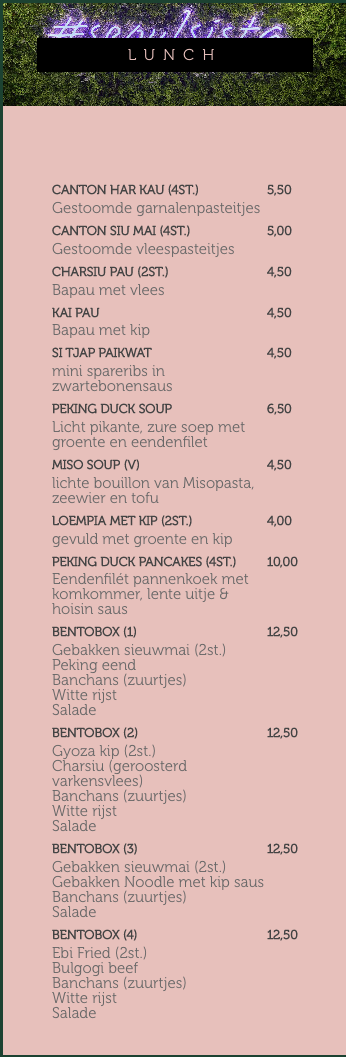 #seoulsista
LUNCH
CANTON HAR KAU (4ST.) 5,50
Gestoomde garnalenpasteitjes
CANTON SIU MAI (4ST.) 5,00
Gestoomde vleespasteitjes
CHARSIU PAU (2ST.) 4,50
Bapau met vlees
KAI PAU 4,50
Bapau met kip
SI TJAP PAIKWAT 4,50
mini spareribs in
zwartebonensaus
PEKING DUCK SOUP 6,50
Licht pikante, zure soep met
groente en eendenfilet
MISO SOUP (V) 4,50
lichte bouillon van Misopasta,
zeewier en tofu
LOEMPIA MET KIP (2ST.) 4,00
gevuld met groente en kip
PEKING DUCK PANCAKES (4ST.) 10,00
Eendenfilét pannenkoek met
komkommer, lente uitje &
hoisin saus
BENTOBOX (1) 12,50
Gebakken sieuwmai (2st.)
Peking eend
Banchans (zuurtjes)
Witte rijst
Salade
BENTOBOX (2) 12,50
Gyoza kip (2st.)
Charsiu (geroosterd
varkensvlees)
Banchans (zuurtjes)
Witte rijst
Salade
BENTOBOX (3) 12,50
Gebakken sieuwmai (2st.)
Gebakken Noodle met kip saus
Banchans (zuurtjes)
Salade
BENTOBOX (4) 12,50
Ebi Fried (2st.)
Bulgogi beef
Banchans (zuurtjes)
Witte rijst
Salade